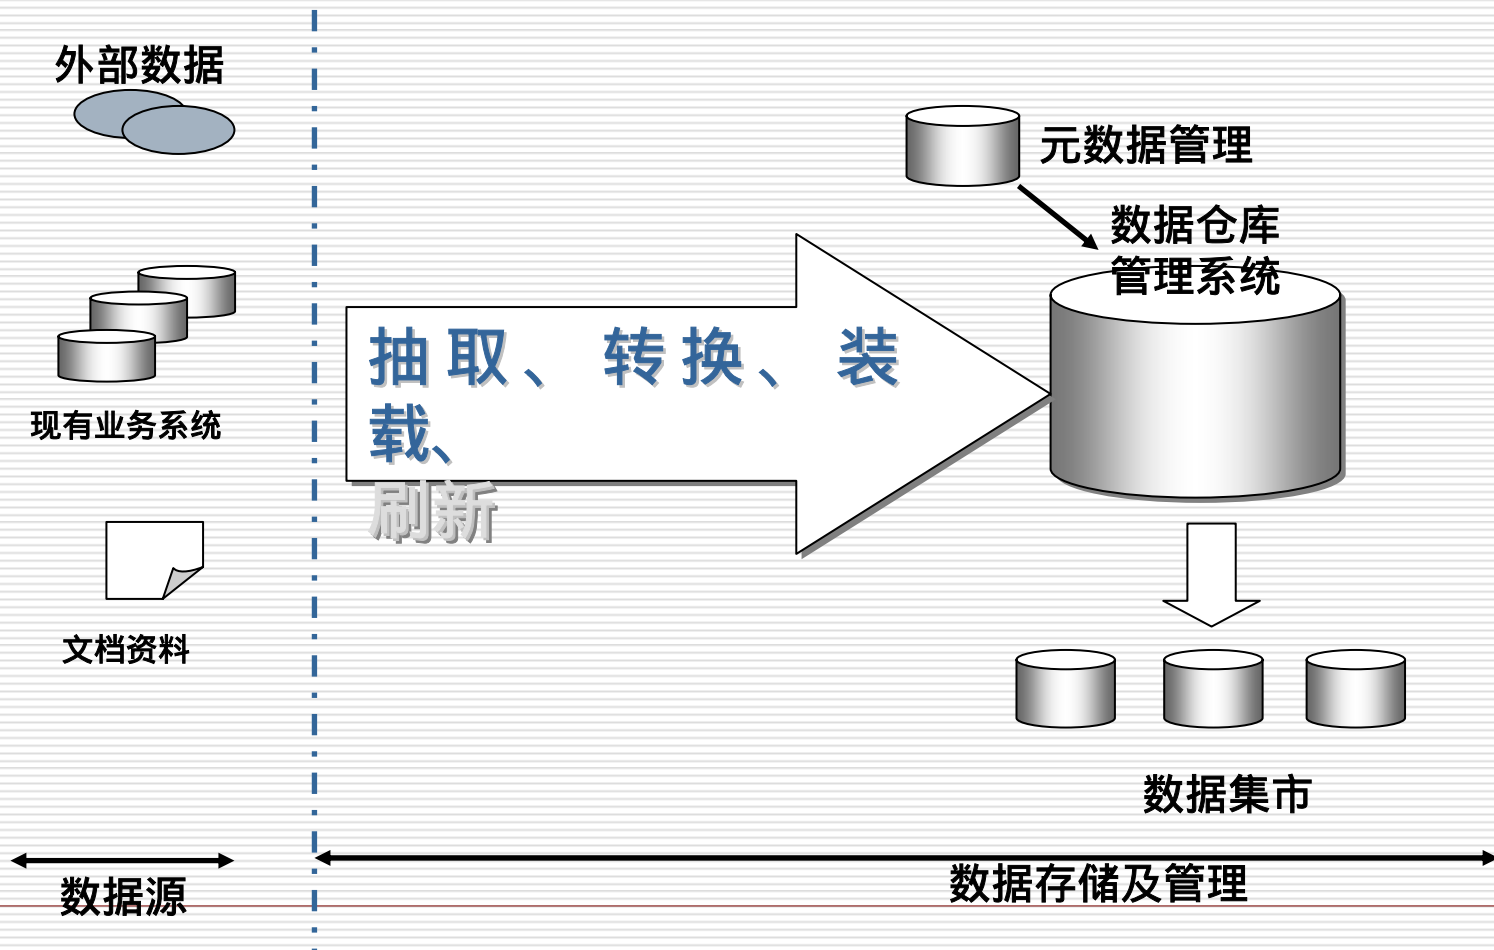 外部数据
元数据管理
数据仓库
管理系统
抽取、转换、装
载、
刷新
现有业务系统
文档资料
数据集市
数据源
数据存储及管理